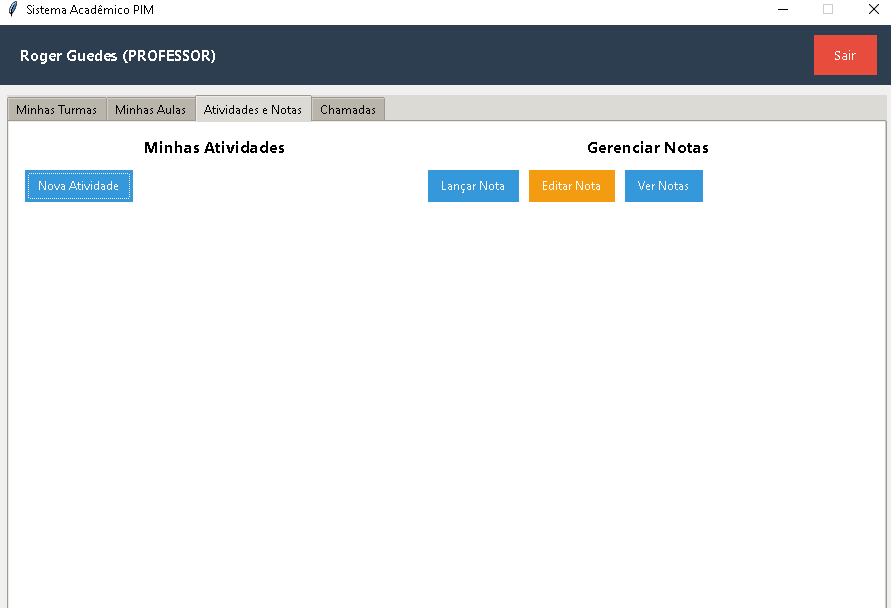 Sistema Acadêmico PIM
Roger Guedes (PROFESSOR)
Sair
Minhas Turmas
Minhas Aulas
Atividades e Notas
Chamadas
Minhas Atividades
Gerenciar Notas
Nova Atividade
Lançar Nota
Editar Nota
Ver Notas